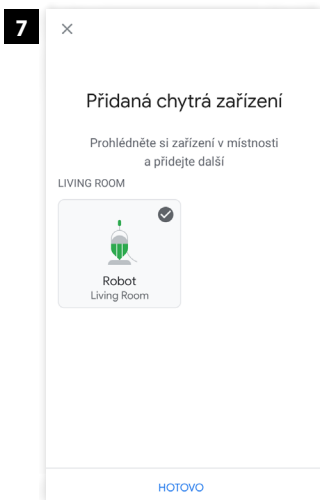 7
Přidaná chytrá zařízení
Prohlédněte si zařízení v místnosti
a přidejte další
LIVING ROOM
Robot
Living Room
HOTOVO